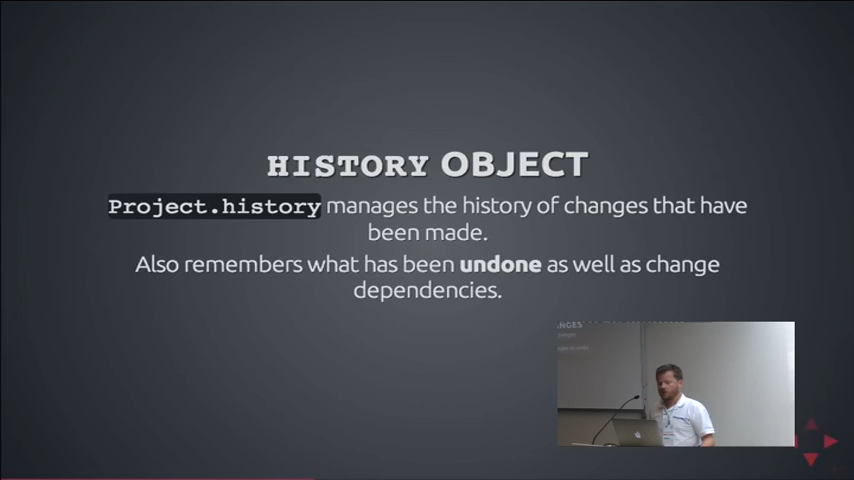 HISTORY OBJECT
Project.history manages the history of changes that have
been made.
Also remembers what has been undone as well as change
dependencies.